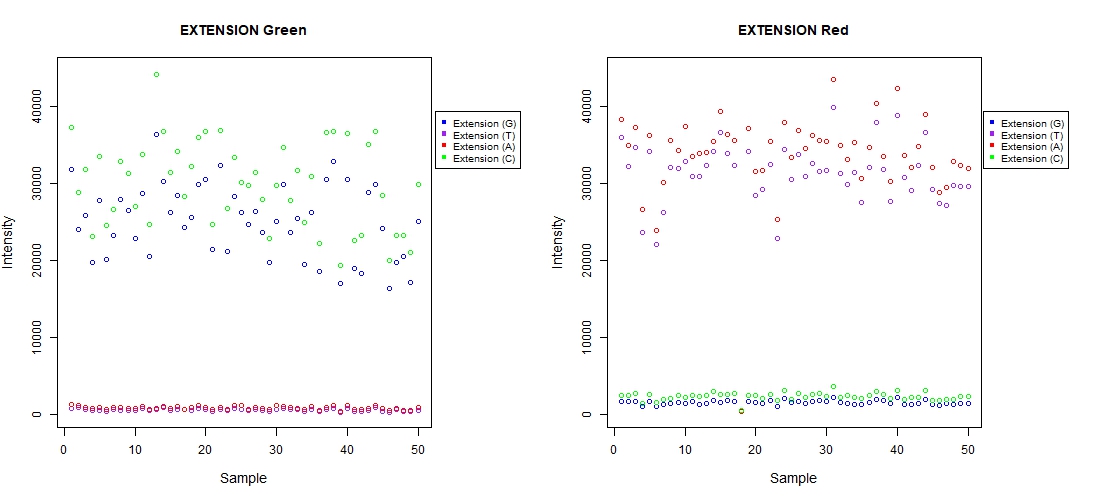 EXTENSION Green
Intensity
40000
30000
20000
10000
0
0 10 20 30 40 50
Sample
Extension (G)
Extension (T)
Extension (A)
Extension (C)
EXTENSION Red
Intensity
40000
30000
20000
10000
0
0 10 20 30 40 50
Sample
Extension (G)
Extension (T)
Extension (A)
Extension (C)